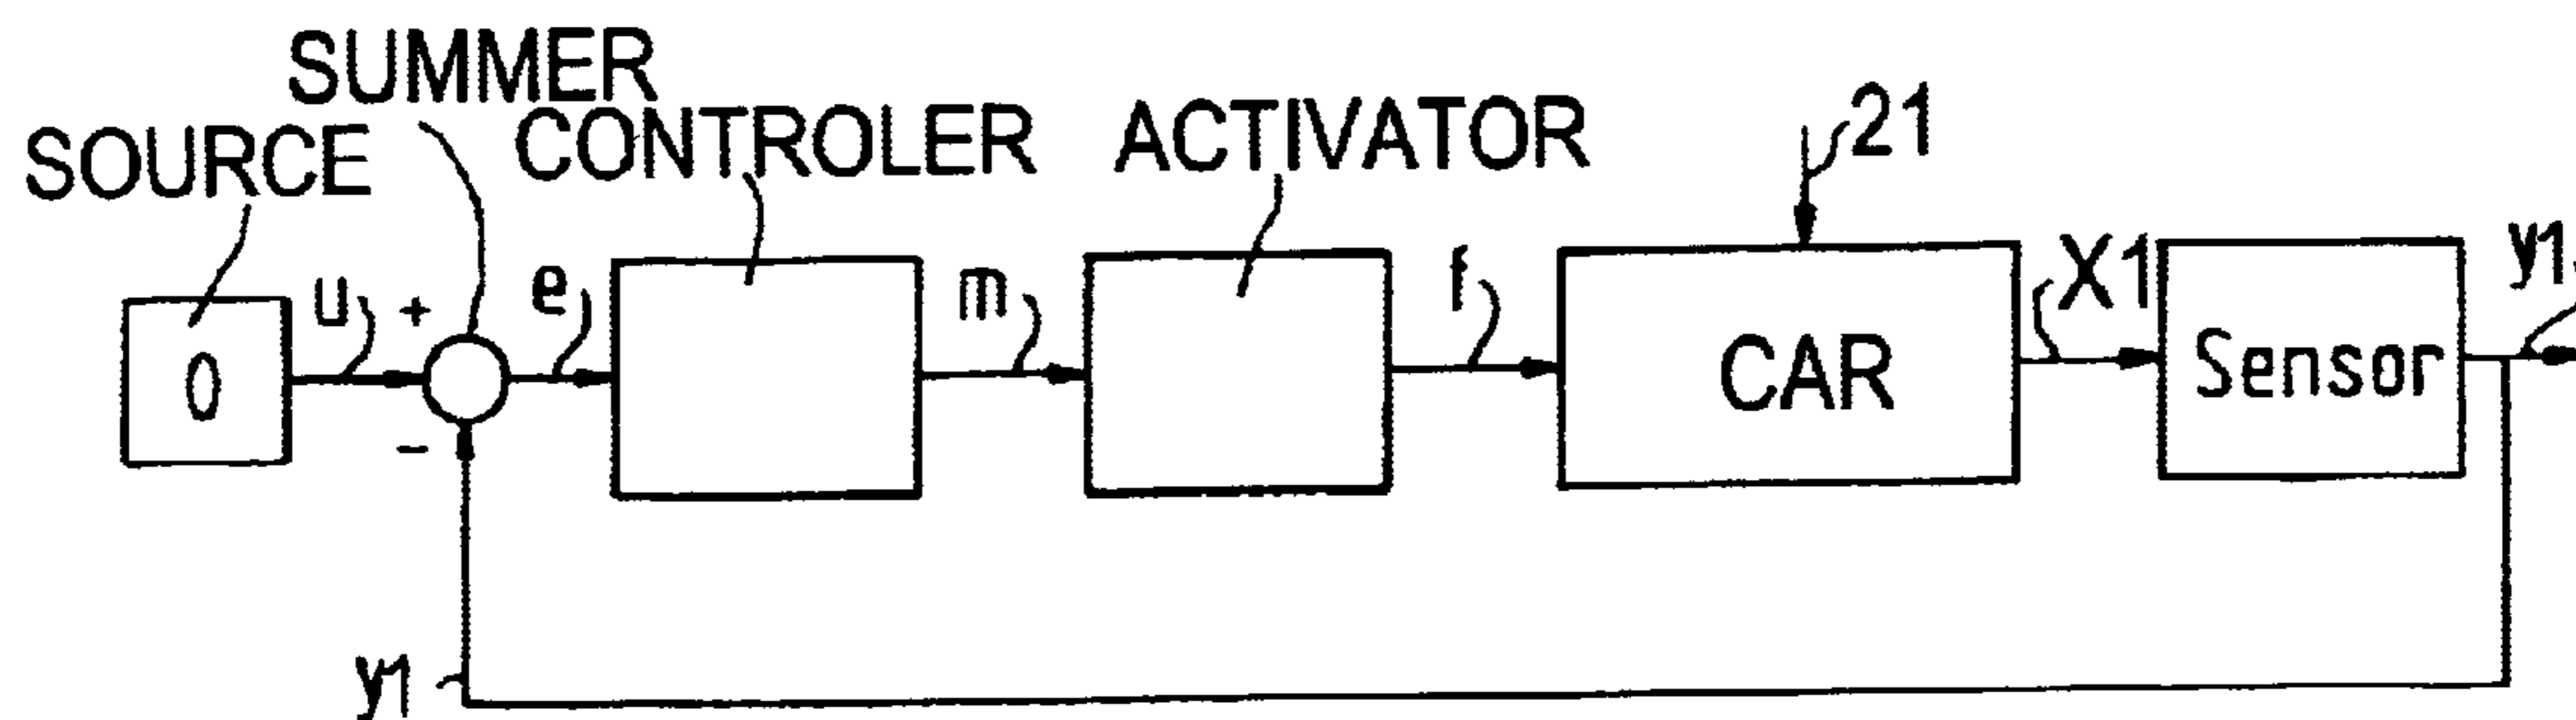 SUMMER
SOURCE
CONTROLER
ACTIVATOR
21
u
+
e
m
f
X1
y1
0
CAR
Sensor
-
y1